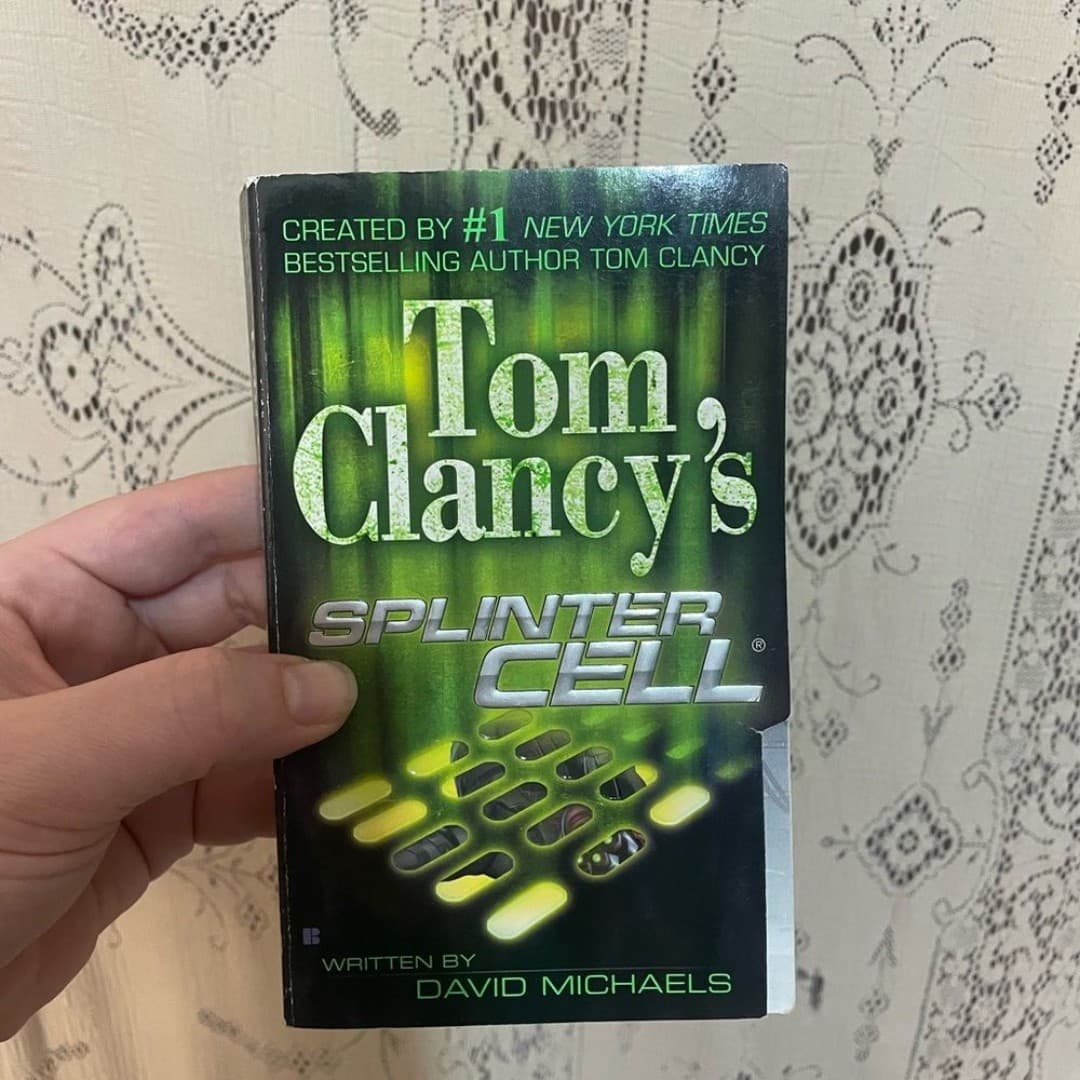 CREATED BY #1 NEW YORK TIMES
BESTSELLING AUTHOR TOM CLANCY
Tom
Clancy's
SPLINTER
CELL®
B
WRITTEN BY
DAVID MICHAELS